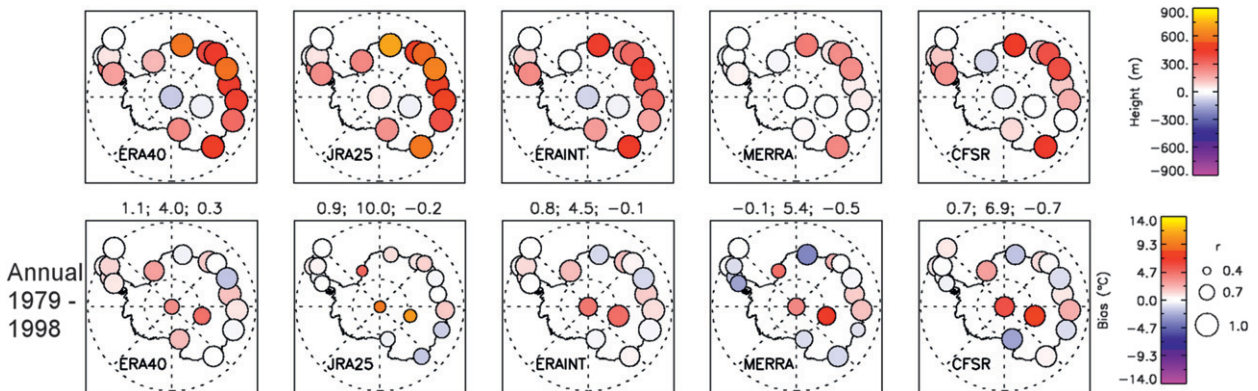 ERA40
JRA25
ERAINT
MERRA
CFSR
900.
600.
300.
0.
-300.
-600.
-900.
Height (m)
1.1; 4.0; 0.3
0.9; 10.0; -0.2
0.8; 4.5; -0.1
-0.1; 5.4; -0.5
0.7; 6.9; -0.7
Annual
1979 -
1998
ERA40
JRA25
ERAINT
MERRA
CFSR
14.0
9.3
4.7
0.0
-4.7
-9.3
-14.0
Bias (°C)
r
0.4
0.7
1.0